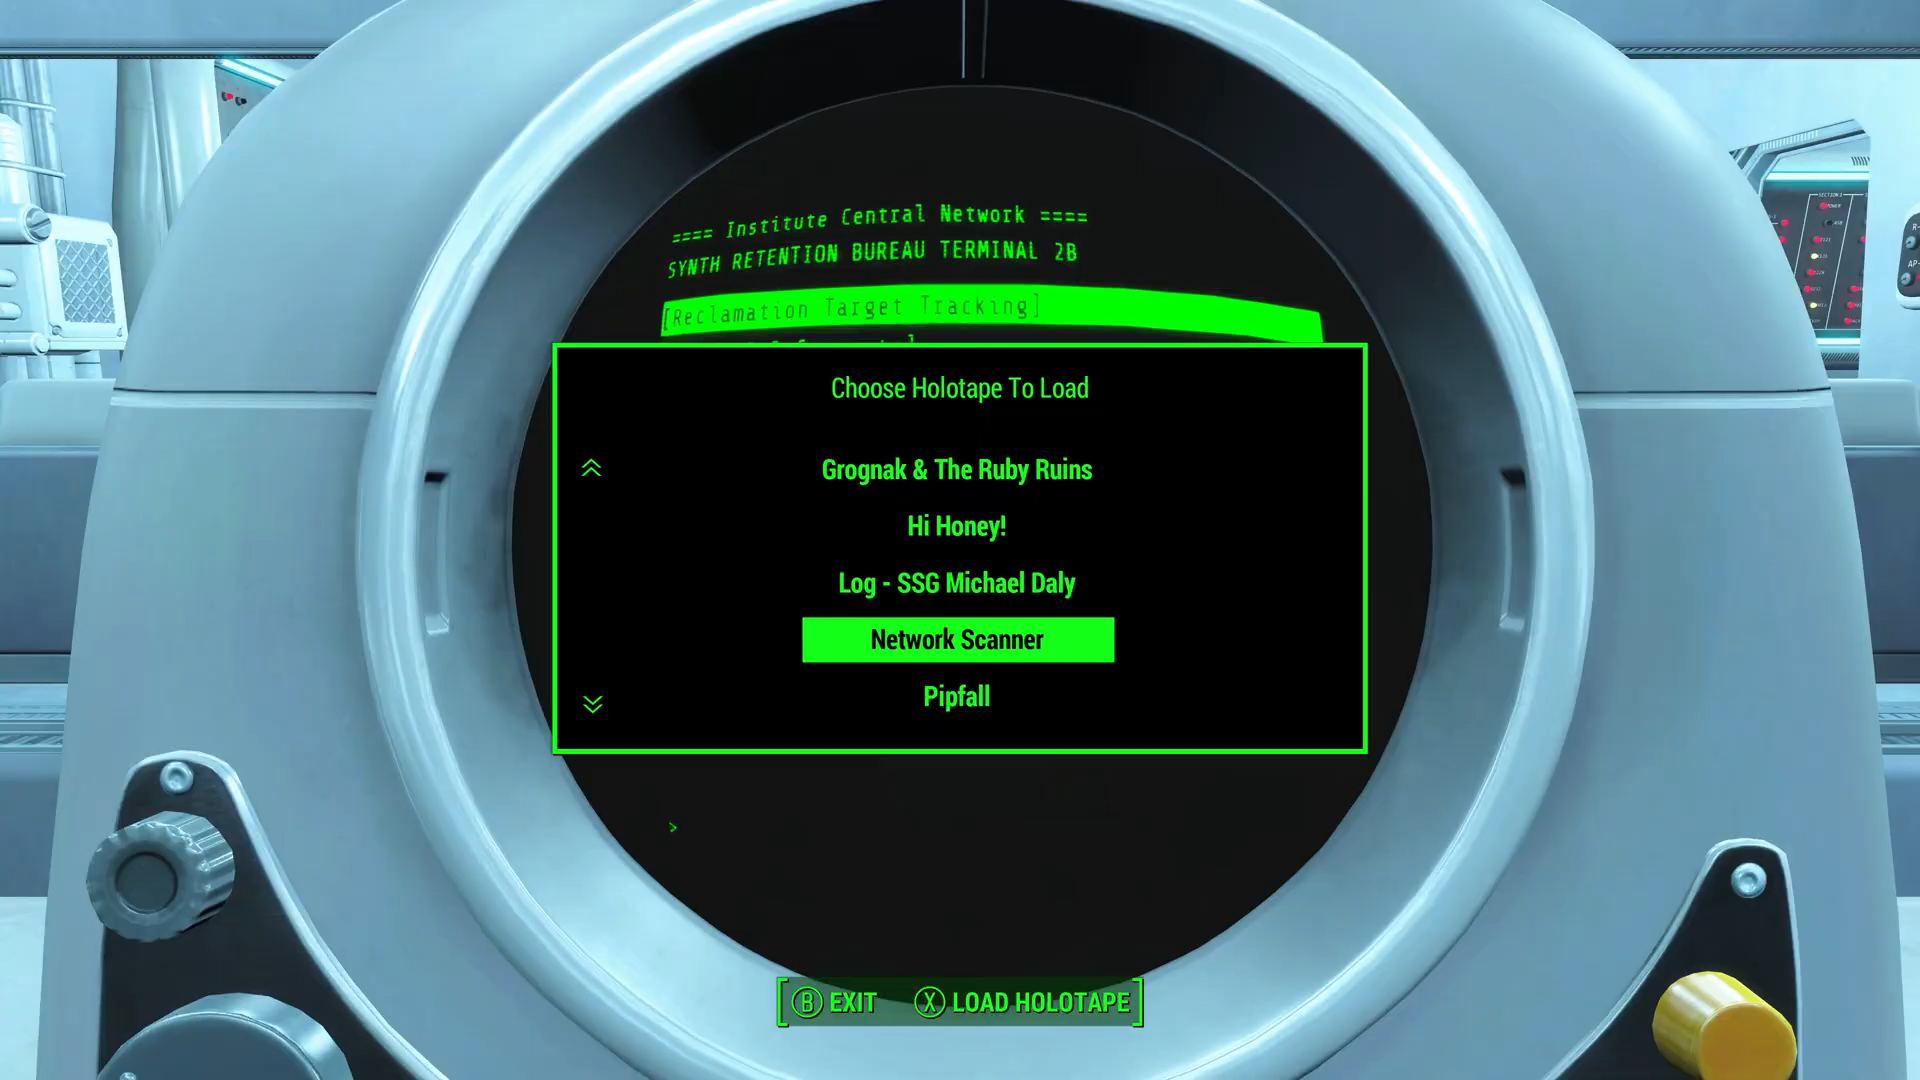 ==== Institute Central Network ====
SYNTH RETENTION BUREAU TERMINAL 2B
[Reclamation Target Tracking]
Choose Holotape To Load
Grognak & The Ruby Ruins
Hi Honey!
Log - SSG Michael Daly
Network Scanner
Pipfall
>
B EXIT X LOAD HOLOTAPE